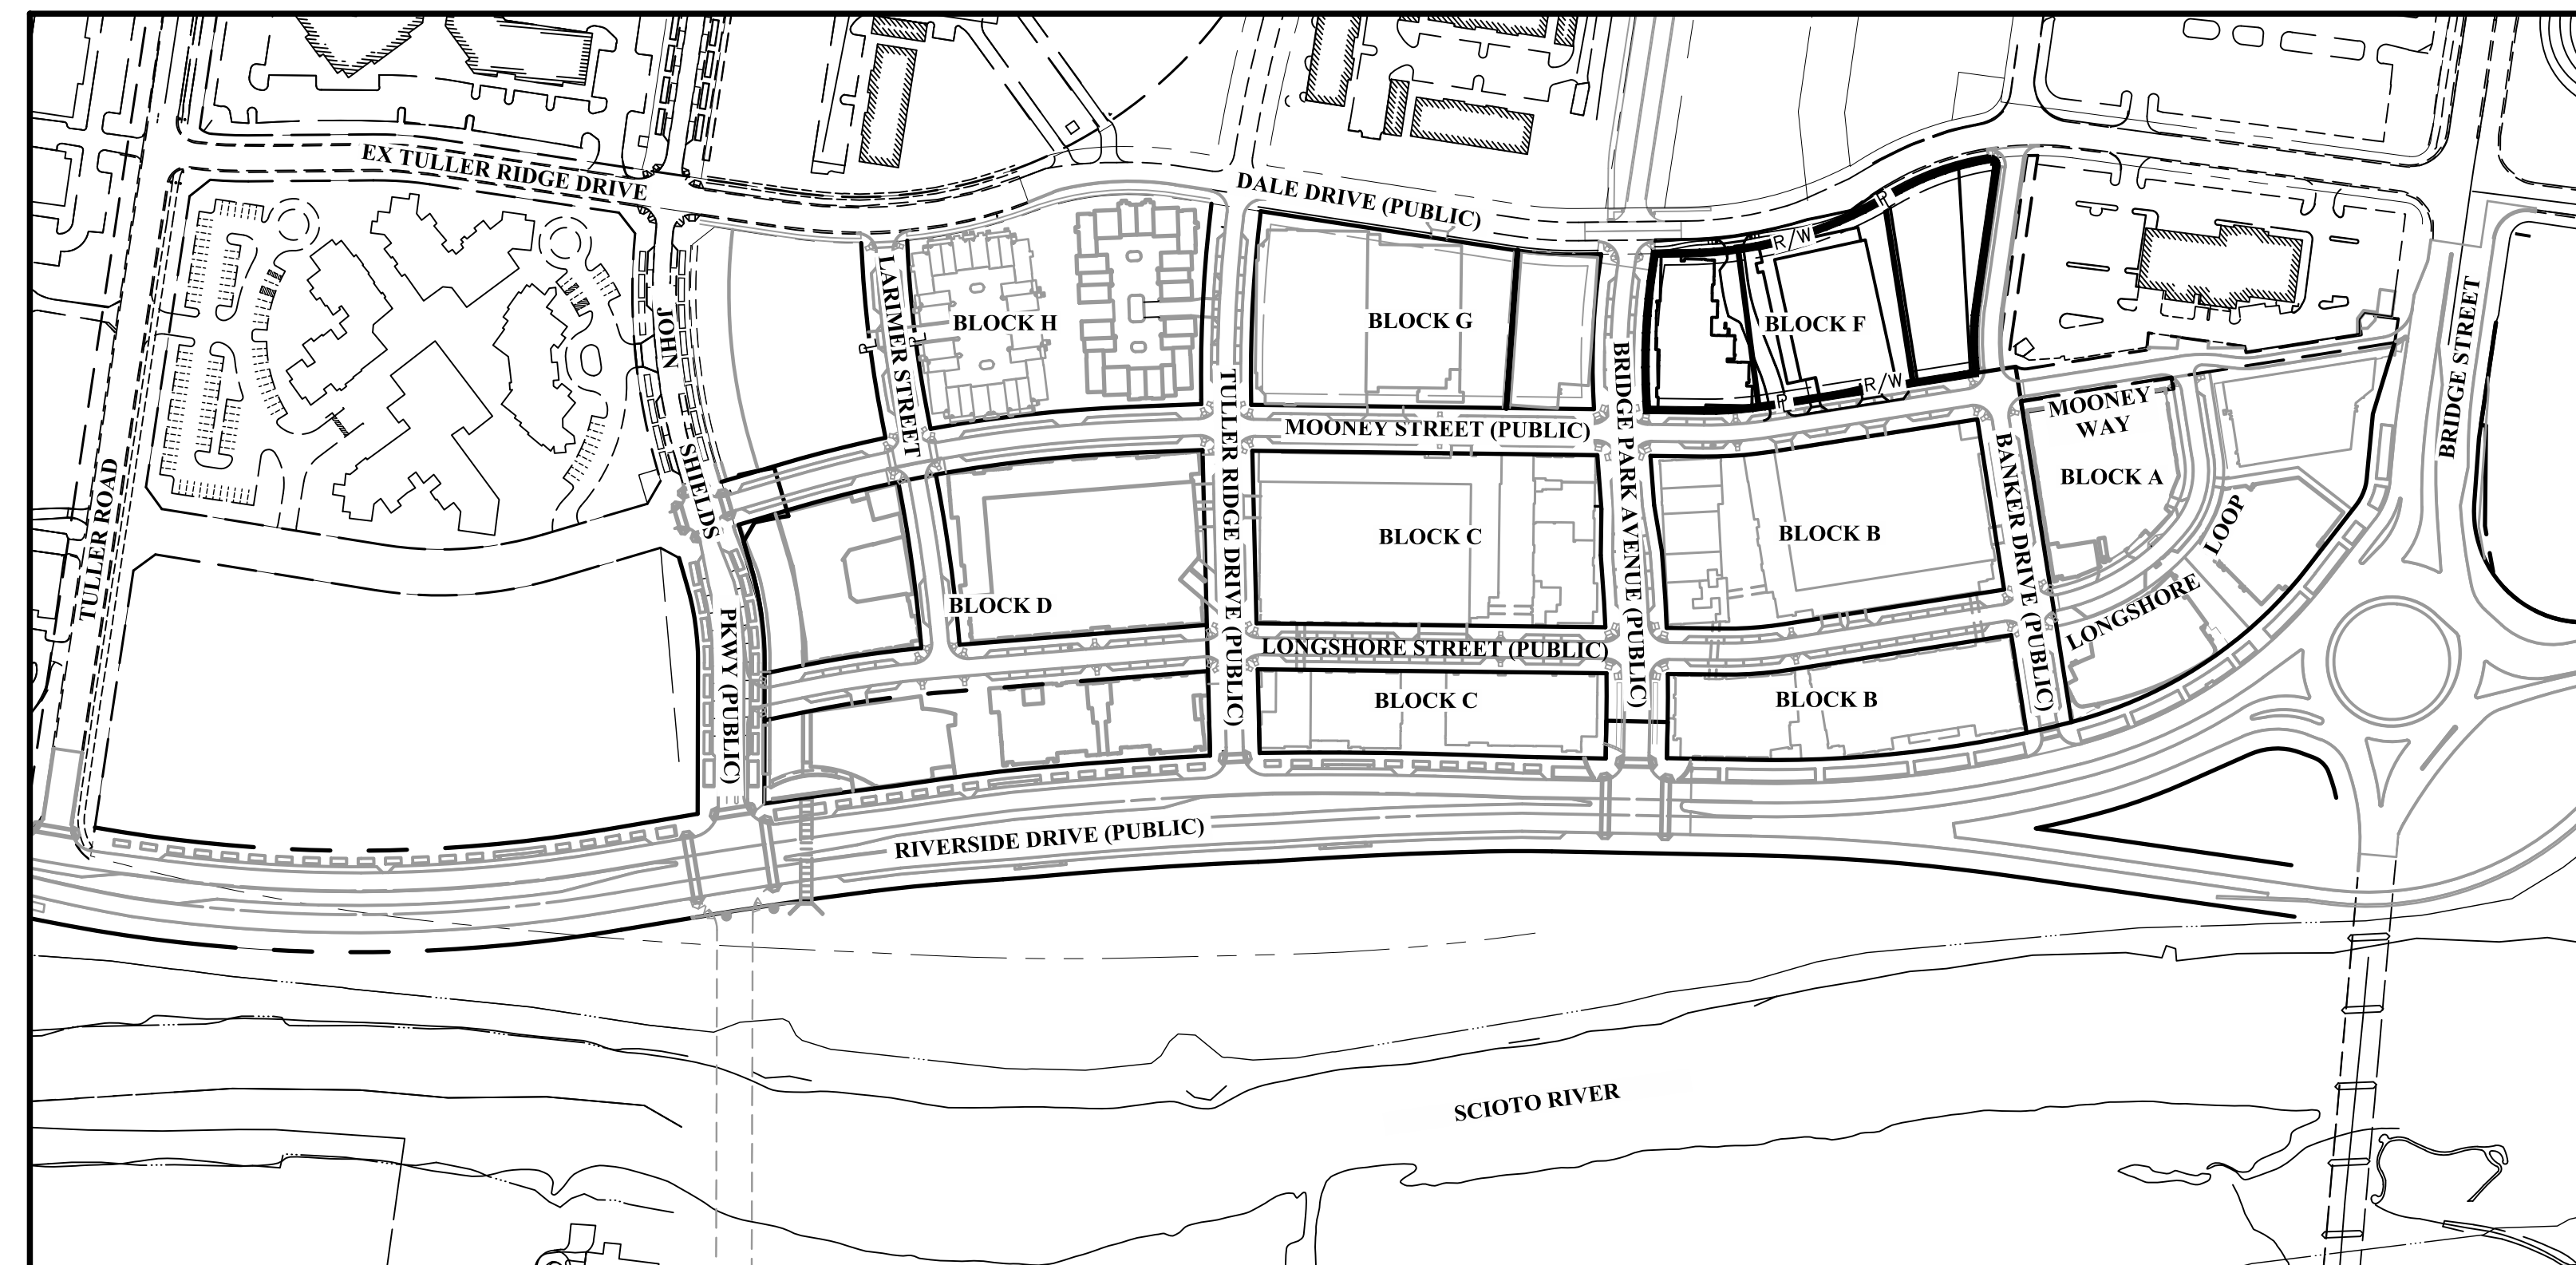 EX TULLER RIDGE DRIVE
DALE DRIVE (PUBLIC)
R
R/W
BLOCK H
BLOCK G
BLOCK F
LARIMER STREET
JOHN
SHIELDS
PKWY (PUBLIC)
TULLER ROAD
BRIDGE STREET
R/W
P
MOONEY STREET (PUBLIC)
MOONEY
WAY
TULLER RIDGE DRIVE (PUBLIC)
BRIDGE PARK AVENUE (PUBLIC)
BANKER DRIVE (PUBLIC)
BLOCK A
BLOCK C
BLOCK B
LOOP
LONGSHORE
BLOCK D
LONGSHORE STREET (PUBLIC)
BLOCK C
BLOCK B
RIVERSIDE DRIVE (PUBLIC)
SCIOTO RIVER